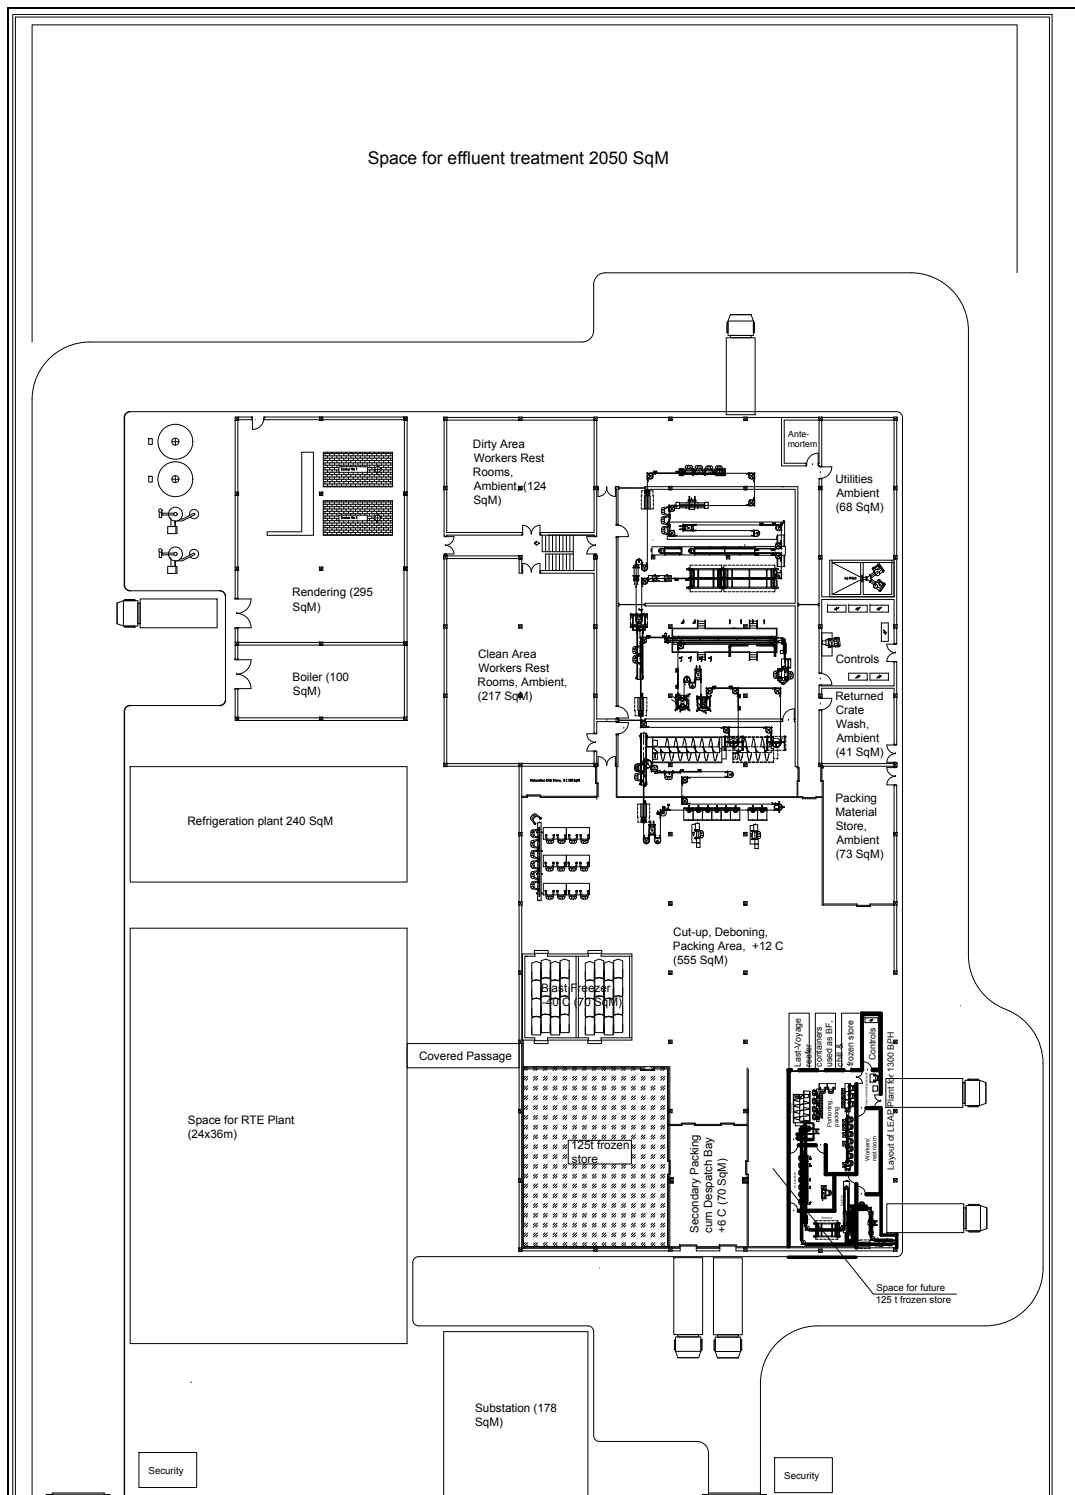 Space for effluent treatment 2050 SqM
Dirty Area
Workers Rest
Rooms,
Ambient, (124
SqM)
Ante-
mortem
Utilities
Ambient
(68 SqM)
Rendering (295
SqM)
Clean Area
Workers Rest
Rooms, Ambient,
(217 SqM)
Controls
Boiler (100
SqM)
Returned
Crate
Wash,
Ambient
(41 SqM)
Refrigeration plant 240 SqM
Packing
Material
Store,
Ambient
(73 SqM)
Cut-up, Deboning,
Packing Area, +12 C
(555 SqM)
Blast Freezer
-40 C (70 SqM)
Last-Voyage
reefer
containers
used as BF,
chill &
frozen store
Controls
Layout of LEAP Plant for 1300 BPH
Covered Passage
Portioning,
packing
Workers'
rest room
Space for RTE Plant
(24x36m)
125t frozen
store
Secondary Packing
cum Despatch Bay
+6 C (70 SqM)
Space for future
125 t frozen store
Substation (178
SqM)
Security
Security